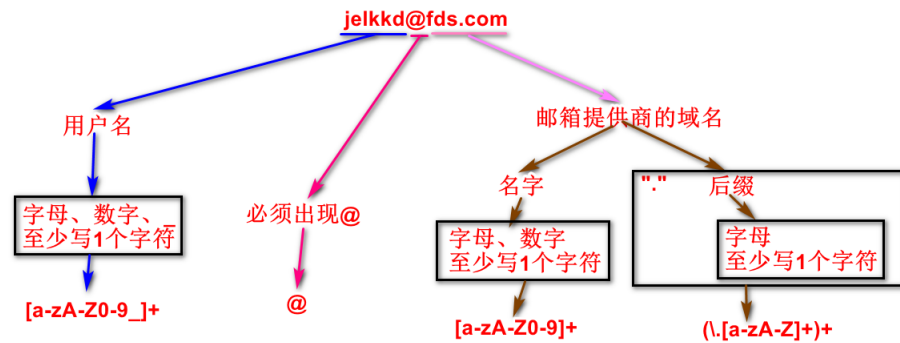 jelkkd@fds.com
用户名
邮箱提供商的域名
必须出现@
名字
"." 后缀
字母、数字、_
至少写1个字符
字母、数字
至少写1个字符
字母
至少写1个字符
[a-zA-Z0-9_]+
@
[a-zA-Z0-9]+
(\.[a-zA-Z]+)+